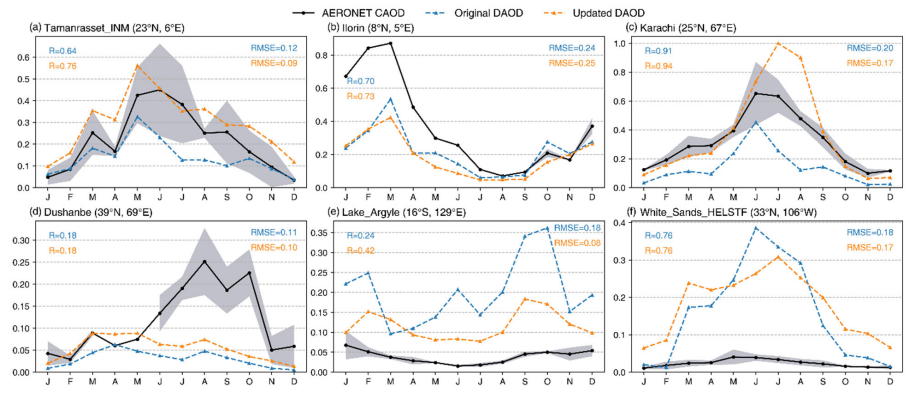 AERONET CAOD Original DAOD Updated DAOD
(a) Tamanrasset_INM (23°N, 6°E)
R=0.64 RMSE=0.12
R=0.76 RMSE=0.09
0.6
0.5
0.4
0.3
0.2
0.1
0.0
J F M A M J J A S O N D
(b) Ilorin (8°N, 5°E)
RMSE=0.24
RMSE=0.25
R=0.70
R=0.73
0.8
0.6
0.4
0.2
0.0
J F M A M J J A S O N D
(c) Karachi (25°N, 67°E)
R=0.91 RMSE=0.20
R=0.94 RMSE=0.17
1.0
0.8
0.6
0.4
0.2
0.0
J F M A M J J A S O N D
(d) Dushanbe (39°N, 69°E)
R=0.18 RMSE=0.11
R=0.18 RMSE=0.10
0.30
0.25
0.20
0.15
0.10
0.05
0.00
J F M A M J J A S O N D
(e) Lake_Argyle (16°S, 129°E)
R=0.24 RMSE=0.18
R=0.42 RMSE=0.08
0.35
0.30
0.25
0.20
0.15
0.10
0.05
0.00
J F M A M J J A S O N D
(f) White_Sands_HELSTF (33°N, 106°W)
R=0.76 RMSE=0.18
R=0.76 RMSE=0.17
0.4
0.3
0.2
0.1
0.0
J F M A M J J A S O N D